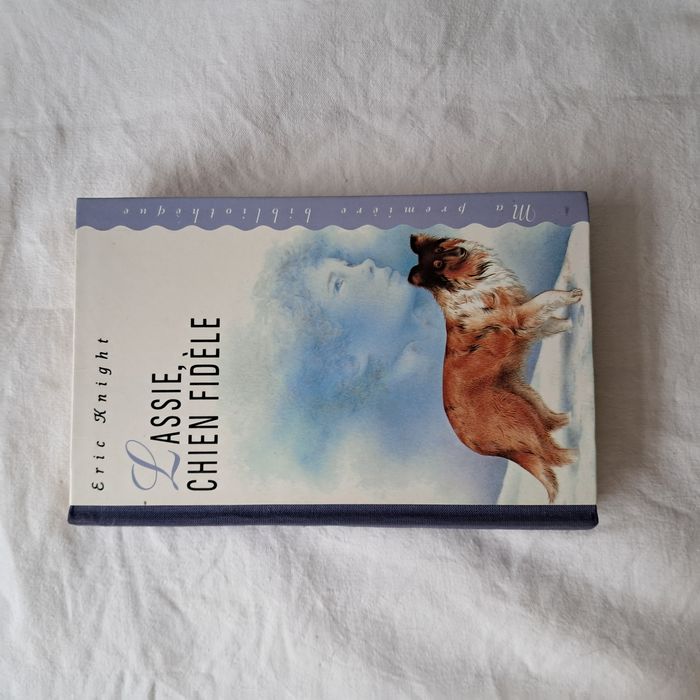 Eric Knight
LASSIE,
CHIEN FIDÈLE
Ma première bibliothèque